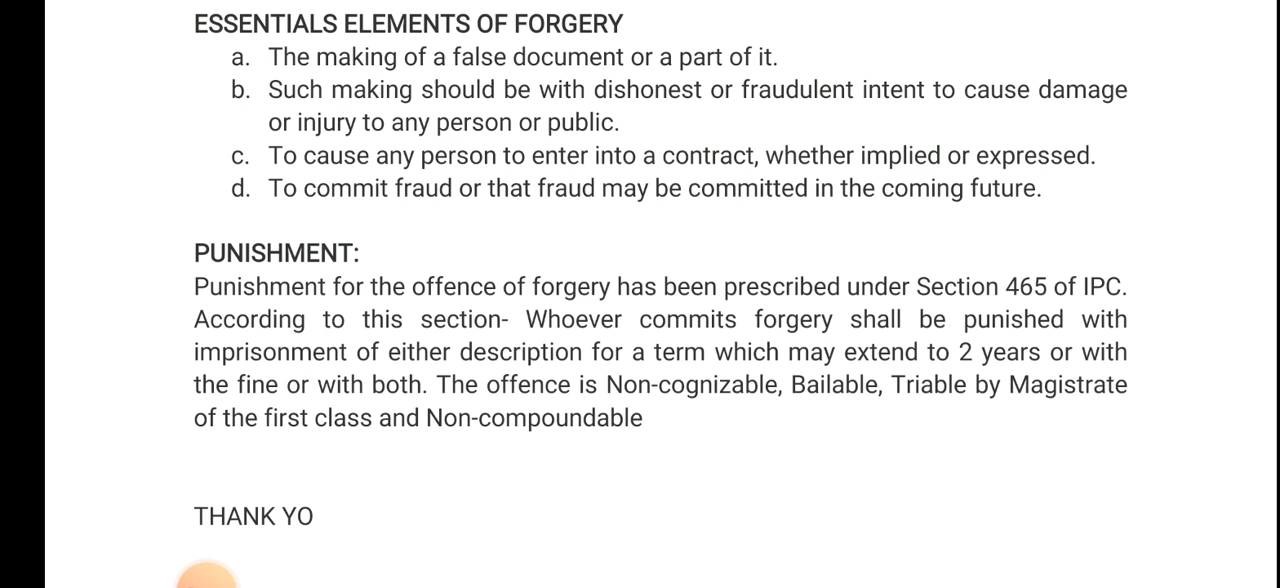 ESSENTIALS ELEMENTS OF FORGERY
a. The making of a false document or a part of it.
b. Such making should be with dishonest or fraudulent intent to cause damage
or injury to any person or public.
c. To cause any person to enter into a contract, whether implied or expressed.
d. To commit fraud or that fraud may be committed in the coming future.
PUNISHMENT:
Punishment for the offence of forgery has been prescribed under Section 465 of IPC.
According to this section- Whoever commits forgery shall be punished with
imprisonment of either description for a term which may extend to 2 years or with
the fine or with both. The offence is Non-cognizable, Bailable, Triable by Magistrate
of the first class and Non-compoundable
THANK YO